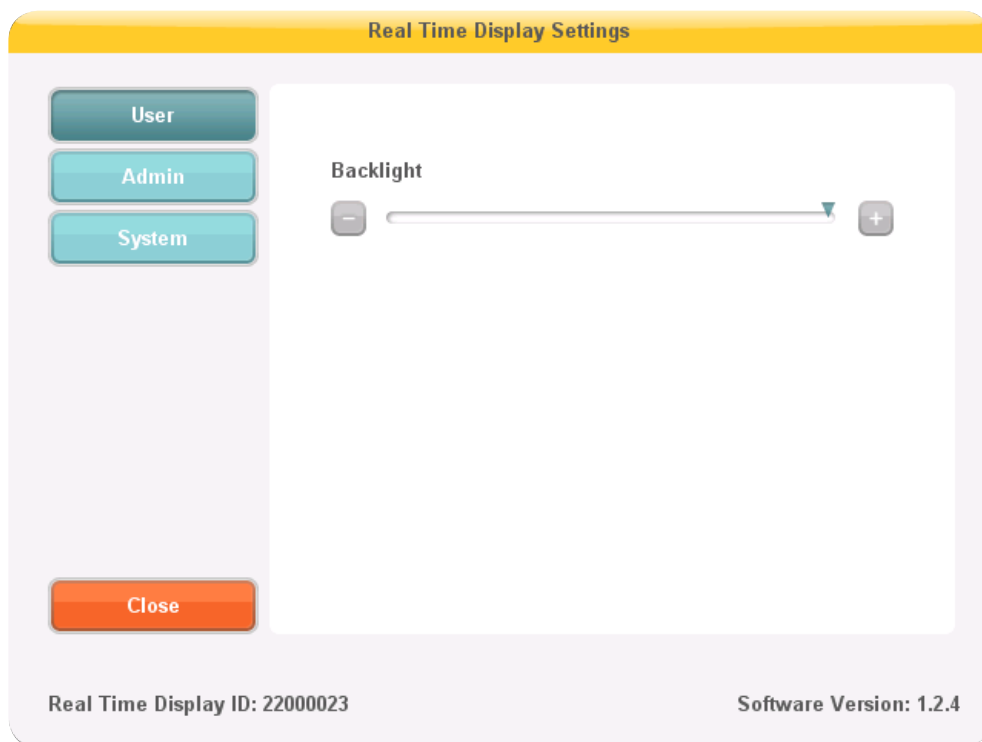 Real Time Display Settings
User
Admin
System
Backlight
−
+
Close
Real Time Display ID: 22000023
Software Version: 1.2.4